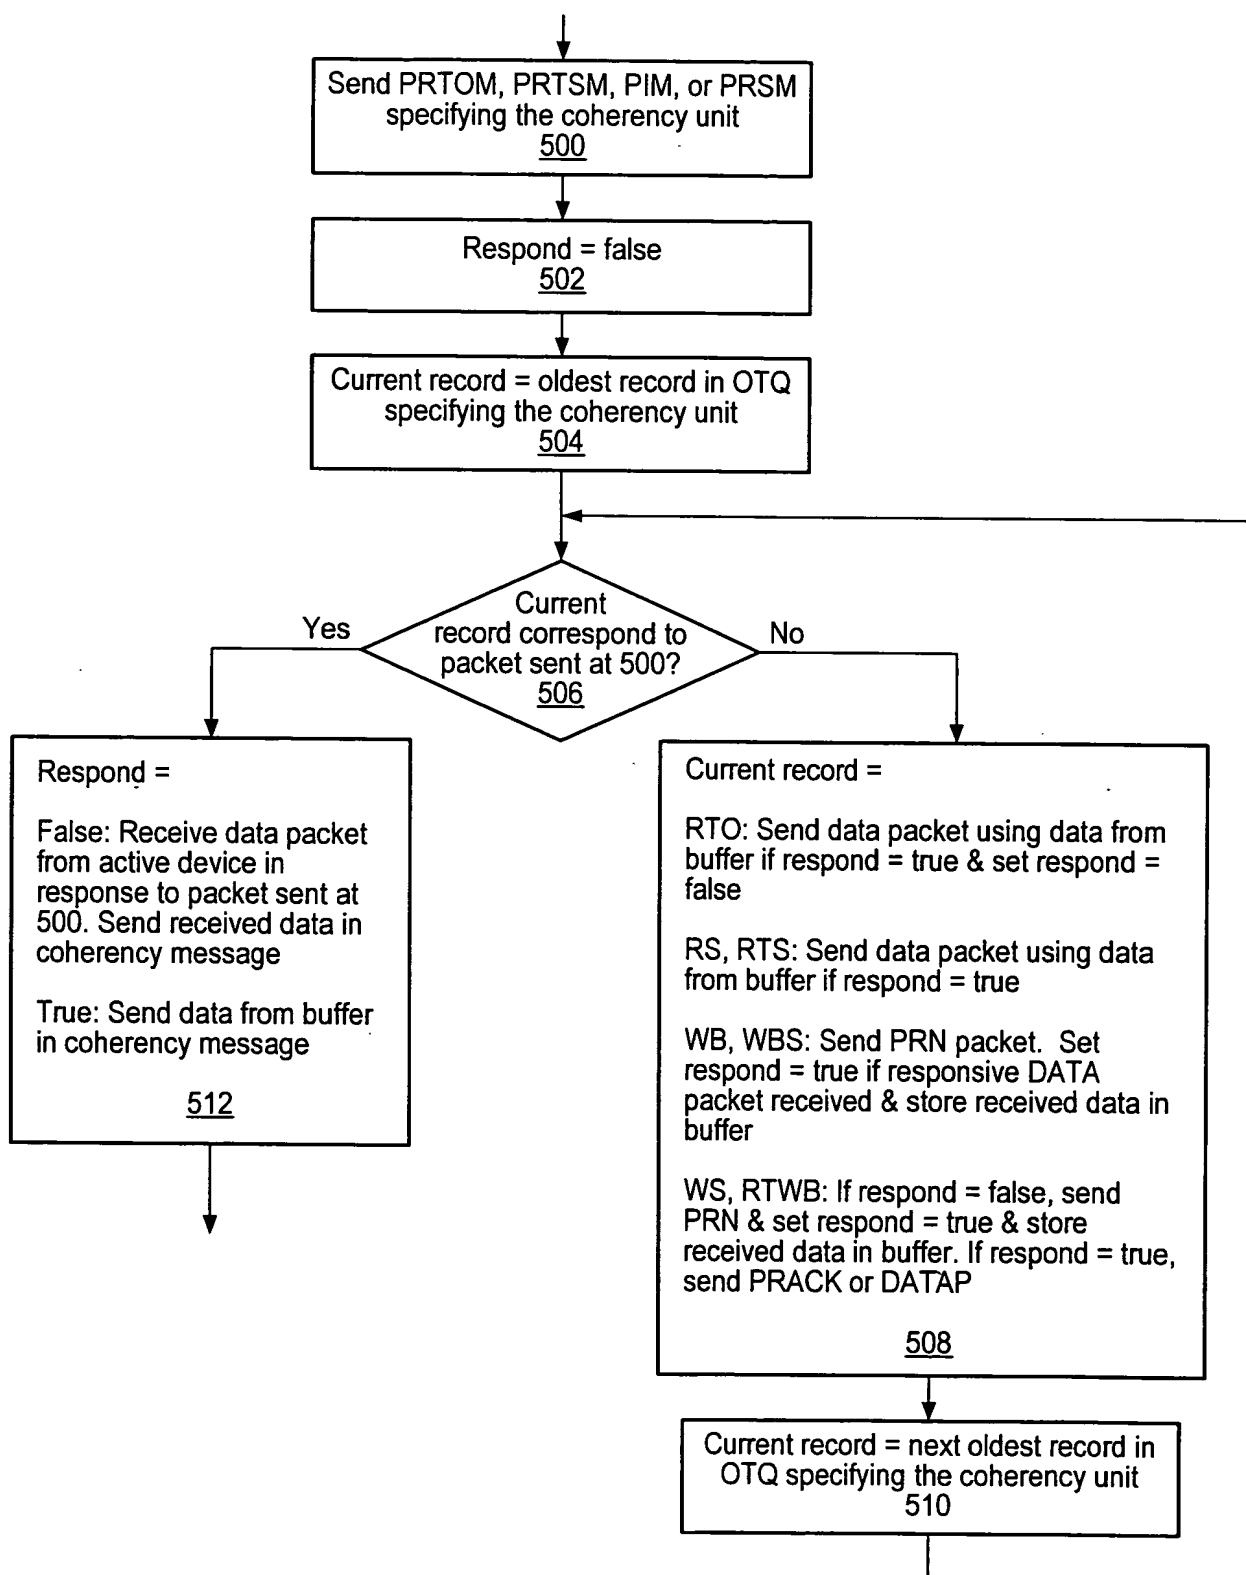 Send PRTOM, PRTSM, PIM, or PRSM
specifying the coherency unit
500
Respond = false
502
Current record = oldest record in OTQ
specifying the coherency unit
504
Current
record correspond to
packet sent at 500?
506
Yes
No
Respond =
False: Receive data packet
from active device in
response to packet sent at
500. Send received data in
coherency message
True: Send data from buffer
in coherency message
512
Current record =
RTO: Send data packet using data from
buffer if respond = true & set respond =
false
RS, RTS: Send data packet using data
from buffer if respond = true
WB, WBS: Send PRN packet. Set
respond = true if responsive DATA
packet received & store received data in
buffer
WS, RTWB: If respond = false, send
PRN & set respond = true & store
received data in buffer. If respond = true,
send PRACK or DATAP
508
Current record = next oldest record in
OTQ specifying the coherency unit
510